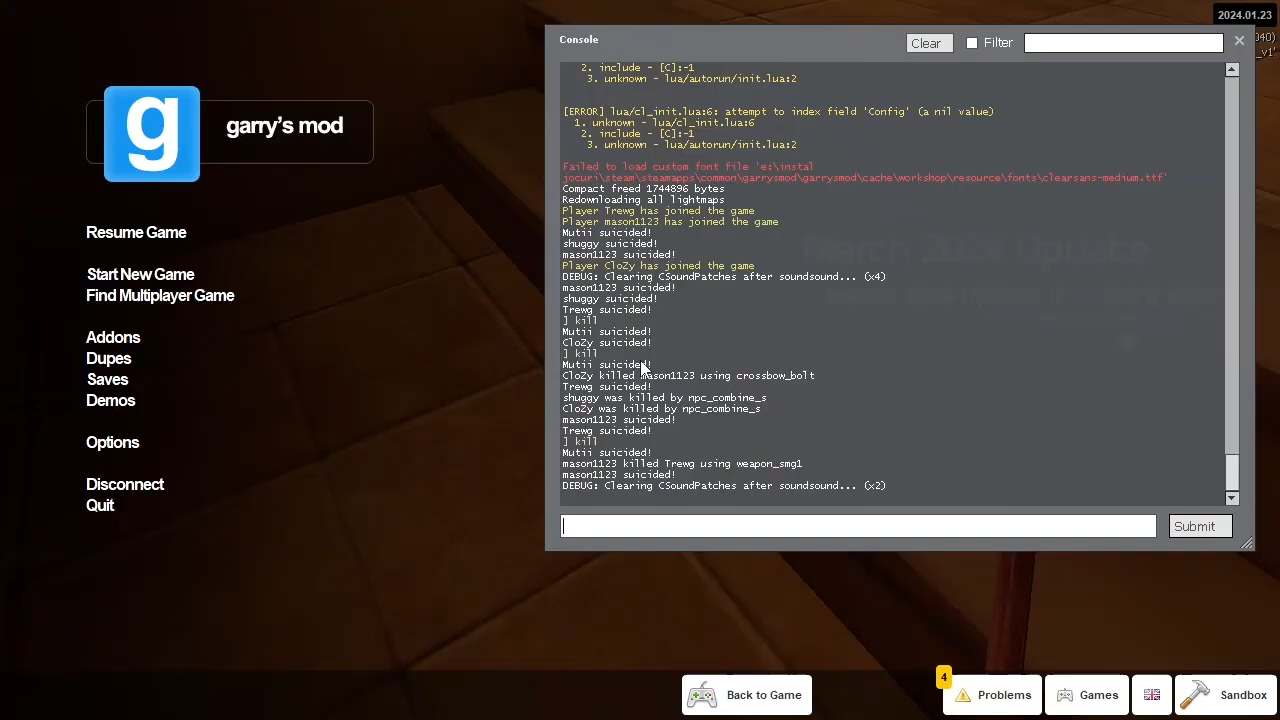 2024.01.23
Console
Clear
Filter
040)
_v1'
g
garry's mod
Resume Game
Start New Game
Find Multiplayer Game
Addons
Dupes
Saves
Demos
Options
Disconnect
Quit
2. include - [C]:-1
3. unknown - lua/autorun/init.lua:2
[ERROR] lua/cl_init.lua:6: attempt to index field 'Config' (a nil value)
1. unknown - lua/cl_init.lua:6
2. include - [C]:-1
3. unknown - lua/autorun/init.lua:2
Failed to load custom font file 'e:\instal
jocuri\steam\steamapps\common\garrysmod\garrysmod\cache\workshop\resource\fonts\clearsans-medium.ttf'
Compact freed 1744896 bytes
Redownloading all lightmaps
Player Trewg has joined the game
Player mason1123 has joined the game
Mutii suicided!
shuggy suicided!
mason1123 suicided!
Player CloZy has joined the game
DEBUG: Clearing CSoundPatches after soundsound... (x4)
mason1123 suicided!
shuggy suicided!
Trewg suicided!
] kill
Mutii suicided!
CloZy suicided!
] kill
Mutii suicided!
CloZy killed mason1123 using crossbow_bolt
Trewg suicided!
shuggy was killed by npc_combine_s
CloZy was killed by npc_combine_s
mason1123 suicided!
Trewg suicided!
] kill
Mutii suicided!
mason1123 killed Trewg using weapon_smg1
mason1123 suicided!
DEBUG: Clearing CSoundPatches after soundsound... (x2)
March 2024 Update
Submit
Back to Game
4
Problems
Games
Sandbox